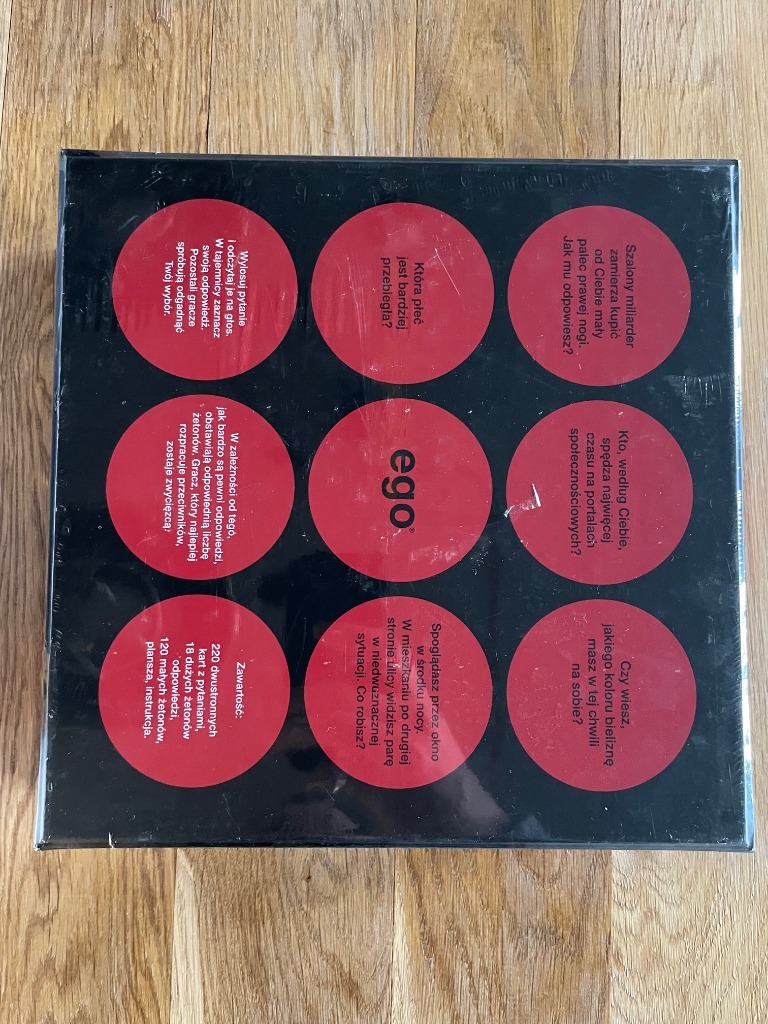 Szalony miliarder
zamierza kupić
od Ciebie mały
palec prawej nogi.
Jak mu odpowiesz?
Kto, według Ciebie,
spędza najwięcej
czasu na portalach
społecznościowych?
Czy wiesz,
jakiego koloru bieliznę
masz w tej chwili
na sobie?
Która płeć
jest bardziej
przebiegła?
ego®
Spoglądasz przez okno
w środku nocy.
W mieszkaniu po drugiej
stronie ulicy widzisz parę
w niedwuznacznej
sytuacji. Co robisz?
Wylosuj pytanie
i odczytaj je na głos.
W tajemnicy zaznacz
swoją odpowiedź.
Pozostali gracze
spróbują odgadnąć
Twój wybór.
W zależności od tego,
jak bardzo są pewni odpowiedzi,
obstawiają odpowiednią liczbę
żetonów. Gracz, który najlepiej
rozpracuje przeciwników,
zostaje zwycięzcą.
Zawartość:
220 dwustronnych
kart z pytaniami,
18 dużych żetonów
odpowiedzi,
120 małych żetonów,
plansza, instrukcja.